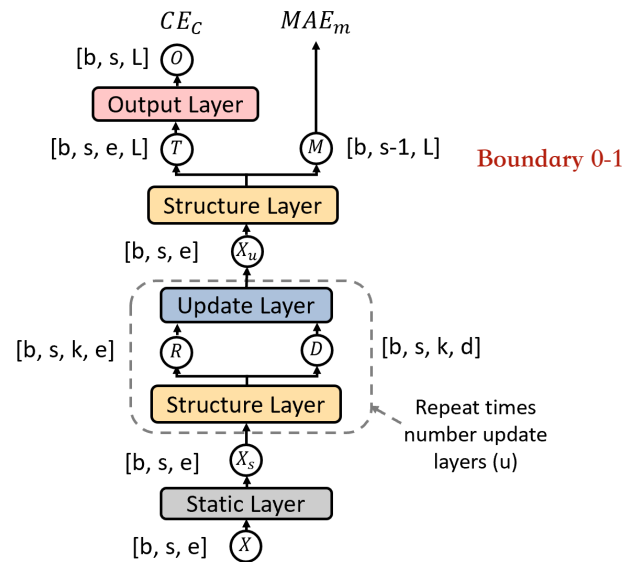 CE_C
MAE_m
[b, s, L]
O
Output Layer
[b, s, e, L]
T
M
[b, s-1, L]
Boundary 0-1
Structure Layer
[b, s, e]
X_u
Update Layer
[b, s, k, e]
R
D
[b, s, k, d]
Structure Layer
Repeat times
number update
layers (u)
[b, s, e]
X_s
Static Layer
[b, s, e]
X